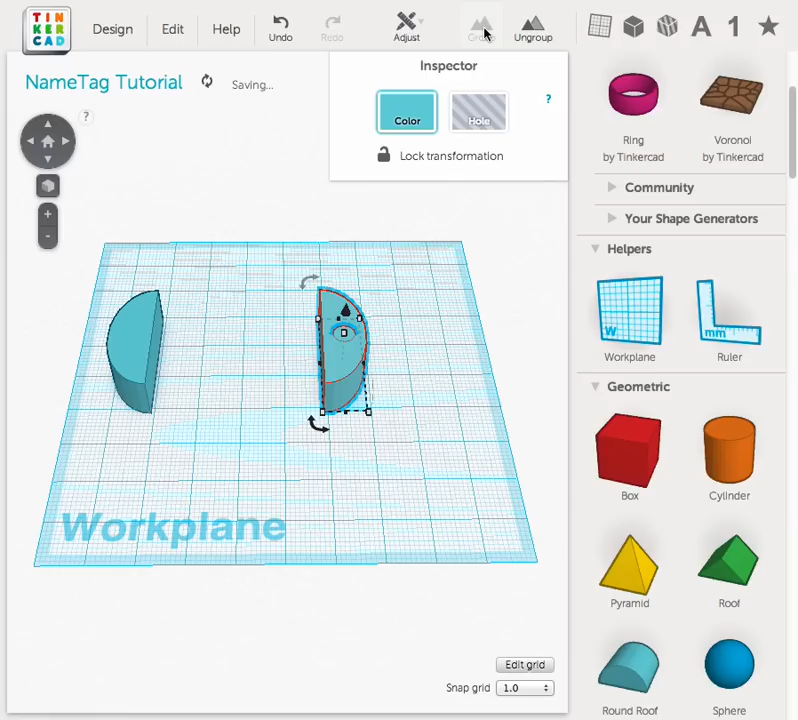 TIN
KER
CAD
Design
Edit
Help
Undo
Redo
Adjust
Group
Ungroup
A
1
NameTag Tutorial
Saving...
?
Inspector
Color
Hole
?
Lock transformation
+
-
Workplane
Edit grid
Snap grid
1.0
Ring
by Tinkercad
Voronoi
by Tinkercad
Community
Your Shape Generators
Helpers
W
mm
Workplane
Ruler
Geometric
Box
Cylinder
Pyramid
Roof
Round Roof
Sphere